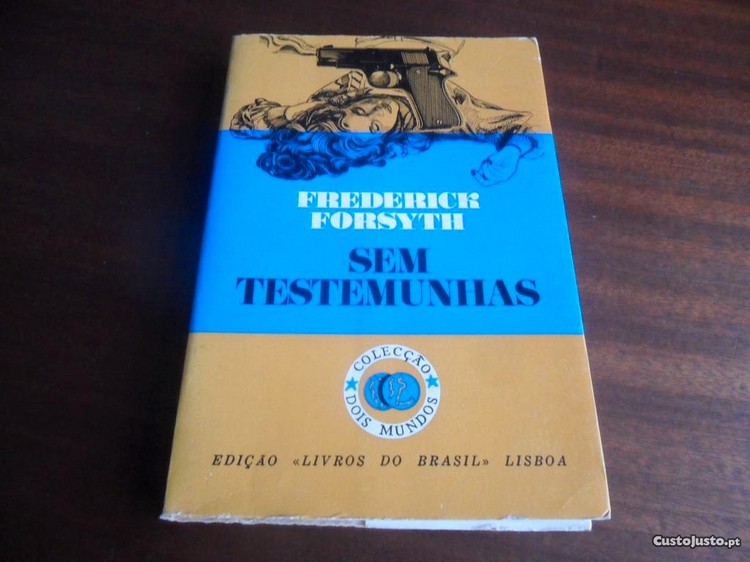 FREDERICK
FORSYTH
SEM
TESTEMUNHAS
COLECÇÃO
DOIS MUNDOS
EDIÇÃO «LIVROS DO BRASIL» LISBOA
CustoJusto.pt